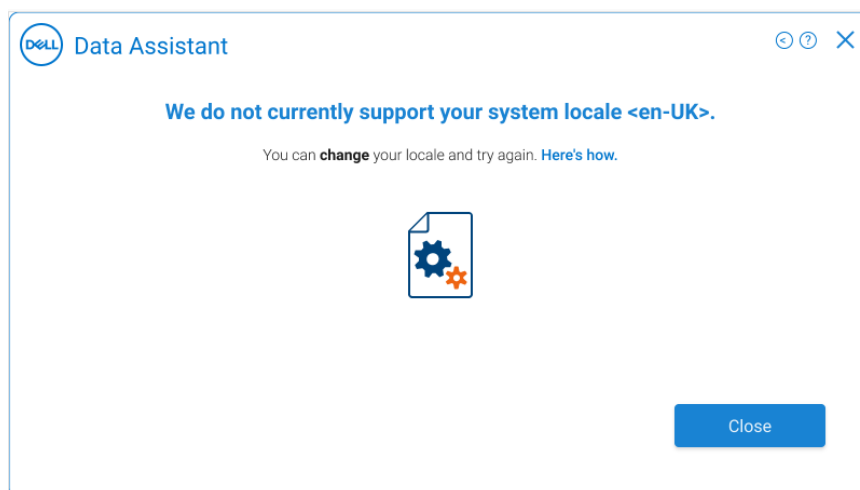 DELL Data Assistant
We do not currently support your system locale <en-UK>.
You can change your locale and try again. Here's how.
Close